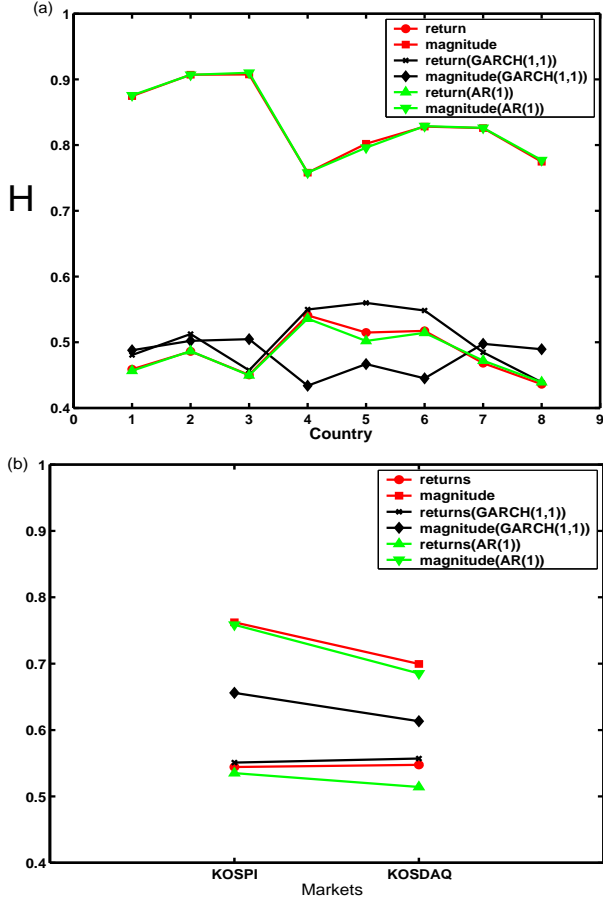 (a)
return
magnitude
return(GARCH(1,1))
magnitude(GARCH(1,1))
return(AR(1))
magnitude(AR(1))
1
0.9
0.8
0.7
0.6
0.5
0.4
H
0 1 2 3 4 5 6 7 8 9
Country
(b)
returns
magnitude
returns(GARCH(1,1))
magnitude(GARCH(1,1))
returns(AR(1))
magnitude(AR(1))
1
0.9
0.8
0.7
0.6
0.5
0.4
KOSPI KOSDAQ
Markets